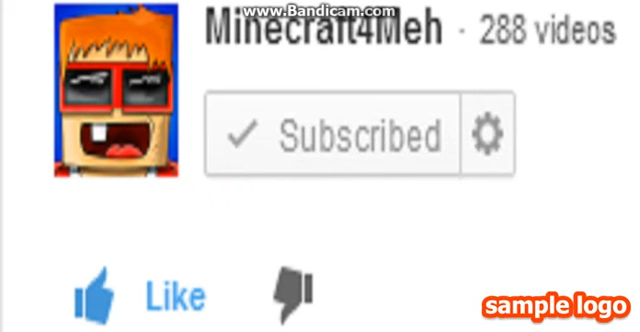 www.Bandicam.com
Minecraft4Meh · 288 videos
Subscribed
Like
sample logo